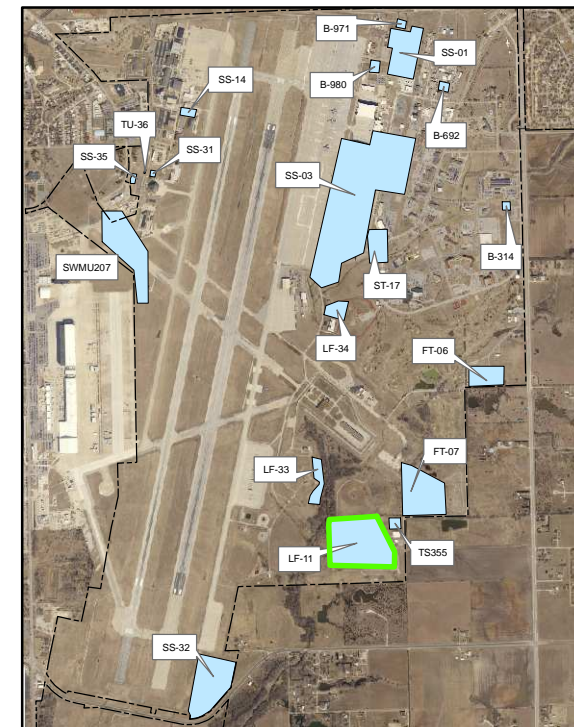 B-971
SS-01
B-980
SS-14
B-692
TU-36
SS-31
SS-35
SS-03
B-314
SWMU207
ST-17
LF-34
FT-06
FT-07
LF-33
LF-11
TS355
SS-32